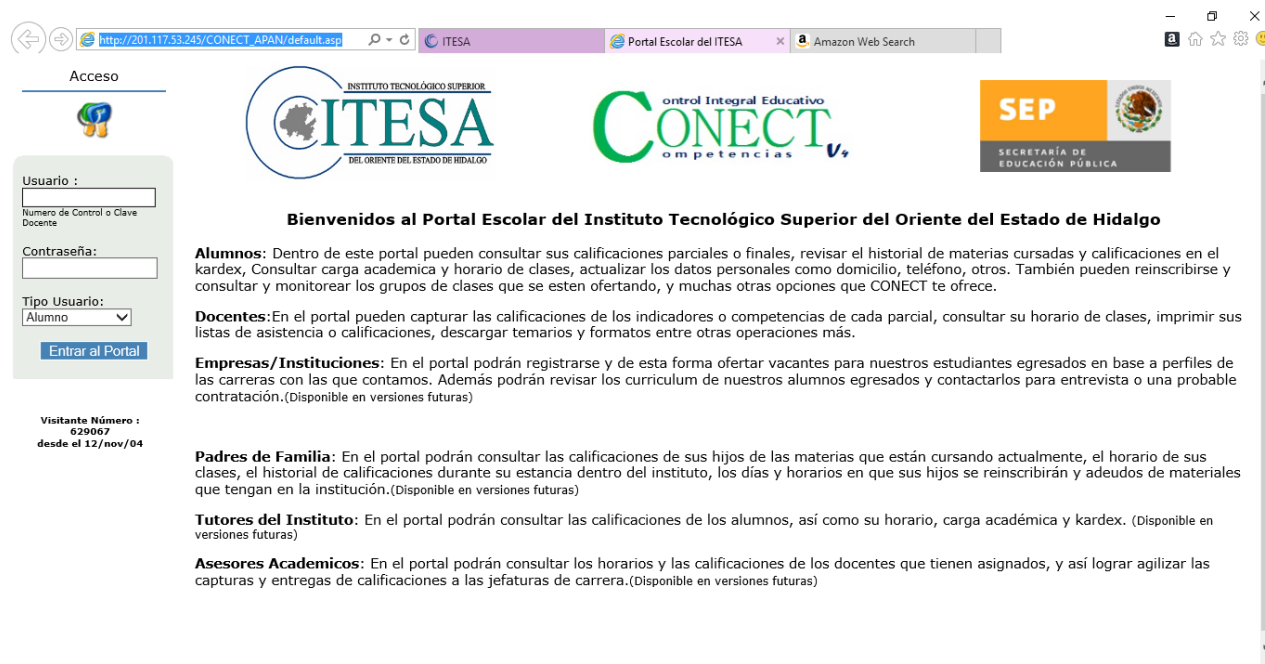 http://201.117.53.245/CONECT_APAN/default.asp
ITESA
Portal Escolar del ITESA
Amazon Web Search
Acceso
Usuario :
Numero de Control o Clave
Docente
Contraseña:
Tipo Usuario:
Alumno
Entrar al Portal
Visitante Número :
629067
desde el 12/nov/04
INSTITUTO TECNOLÓGICO SUPERIOR
ITESA
DEL ORIENTE DEL ESTADO DE HIDALGO
Control Integral Educativo
CONECT
Competencias V4
SEP
SECRETARÍA DE
EDUCACIÓN PÚBLICA
Bienvenidos al Portal Escolar del Instituto Tecnológico Superior del Oriente del Estado de Hidalgo
Alumnos: Dentro de este portal pueden consultar sus calificaciones parciales o finales, revisar el historial de materias cursadas y calificaciones en el
kardex, Consultar carga academica y horario de clases, actualizar los datos personales como domicilio, teléfono, otros. También pueden reinscribirse y
consultar y monitorear los grupos de clases que se esten ofertando, y muchas otras opciones que CONECT te ofrece.
Docentes:En el portal pueden capturar las calificaciones de los indicadores o competencias de cada parcial, consultar su horario de clases, imprimir sus
listas de asistencia o calificaciones, descargar temarios y formatos entre otras operaciones más.
Empresas/Instituciones: En el portal podrán registrarse y de esta forma ofertar vacantes para nuestros estudiantes egresados en base a perfiles de
las carreras con las que contamos. Además podrán revisar los curriculum de nuestros alumnos egresados y contactarlos para entrevista o una probable
contratación.(Disponible en versiones futuras)
Padres de Familia: En el portal podrán consultar las calificaciones de sus hijos de las materias que están cursando actualmente, el horario de sus
clases, el historial de calificaciones durante su estancia dentro del instituto, los días y horarios en que sus hijos se reinscribirán y adeudos de materiales
que tengan en la institución.(Disponible en versiones futuras)
Tutores del Instituto: En el portal podrán consultar las calificaciones de los alumnos, así como su horario, carga académica y kardex. (Disponible en
versiones futuras)
Asesores Academicos: En el portal podrán consultar los horarios y las calificaciones de los docentes que tienen asignados, y así lograr agilizar las
capturas y entregas de calificaciones a las jefaturas de carrera.(Disponible en versiones futuras)